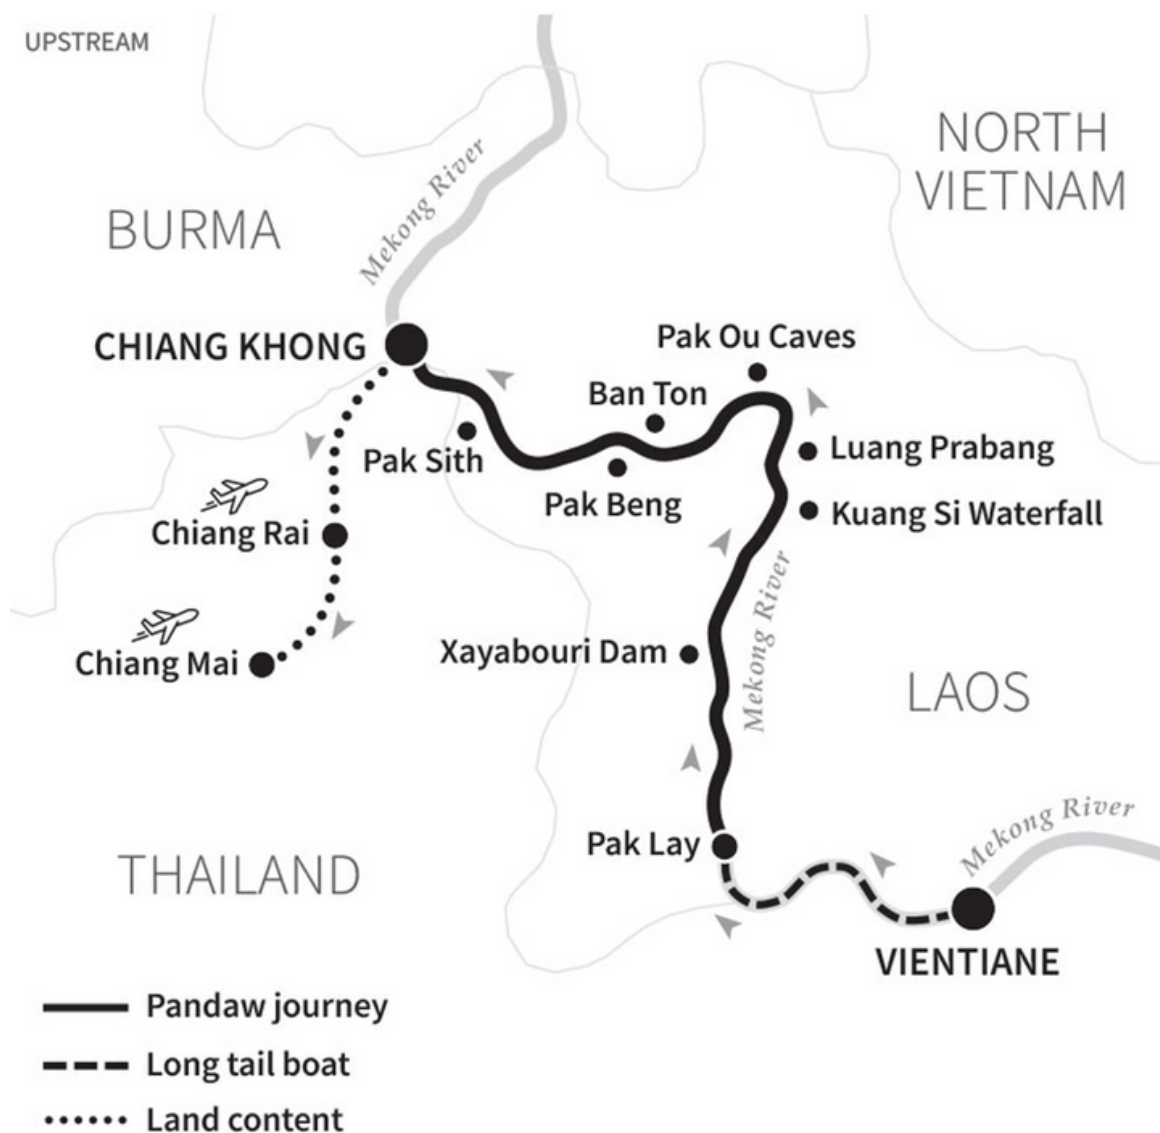 UPSTREAM
NORTH
VIETNAM
Mekong River
BURMA
CHIANG KHONG
Pak Ou Caves
Ban Ton
Luang Prabang
Pak Sith
Pak Beng
Kuang Si Waterfall
Chiang Rai
Mekong River
Xayabouri Dam
Chiang Mai
LAOS
Mekong River
Pak Lay
THAILAND
VIENTIANE
Pandaw journey
Long tail boat
Land content